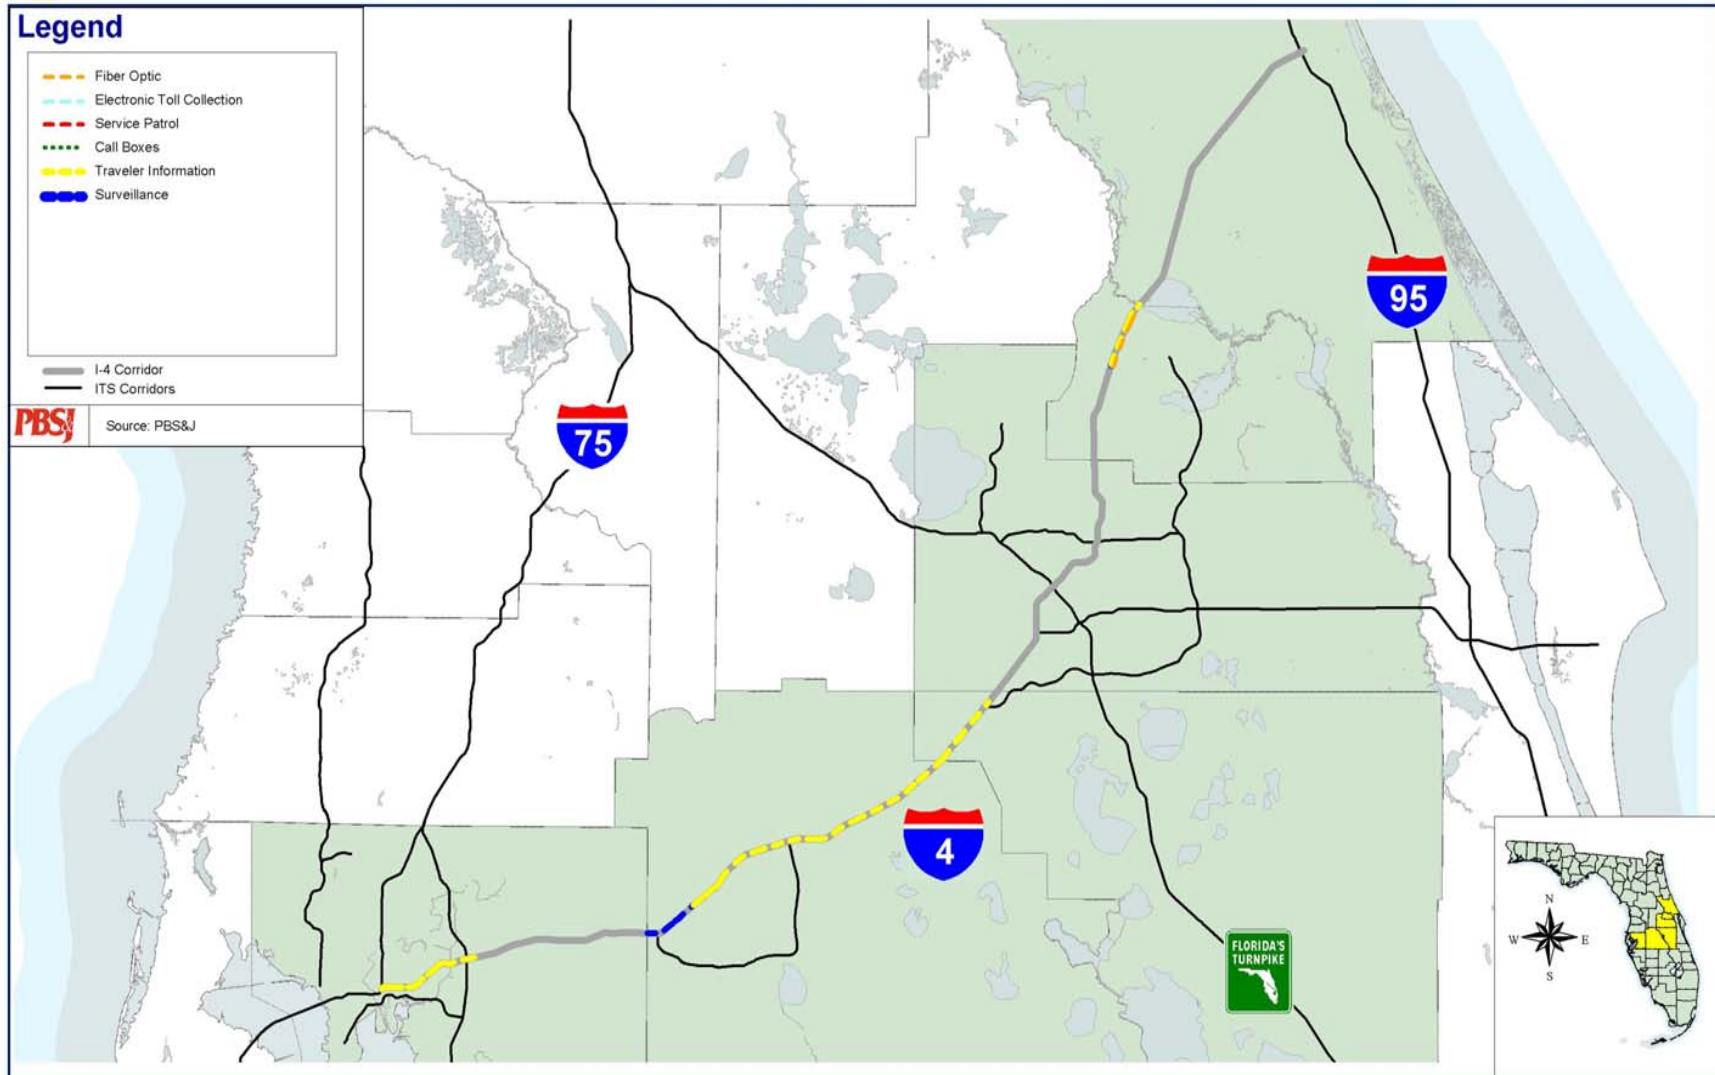 Legend
Fiber Optic
Electronic Toll Collection
Service Patrol
Call Boxes
Traveler Information
Surveillance
I-4 Corridor
ITS Corridors
PBSJ
Source: PBS&J
95
75
4
FLORIDA'S
TURNPIKE
N
W E
S